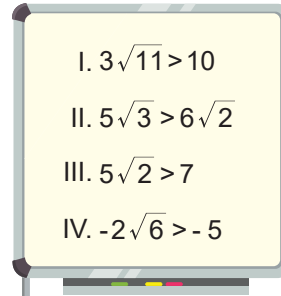 I. 3√11 > 10
II. 5√3 > 6√2
III. 5√2 > 7
IV. -2√6 > - 5